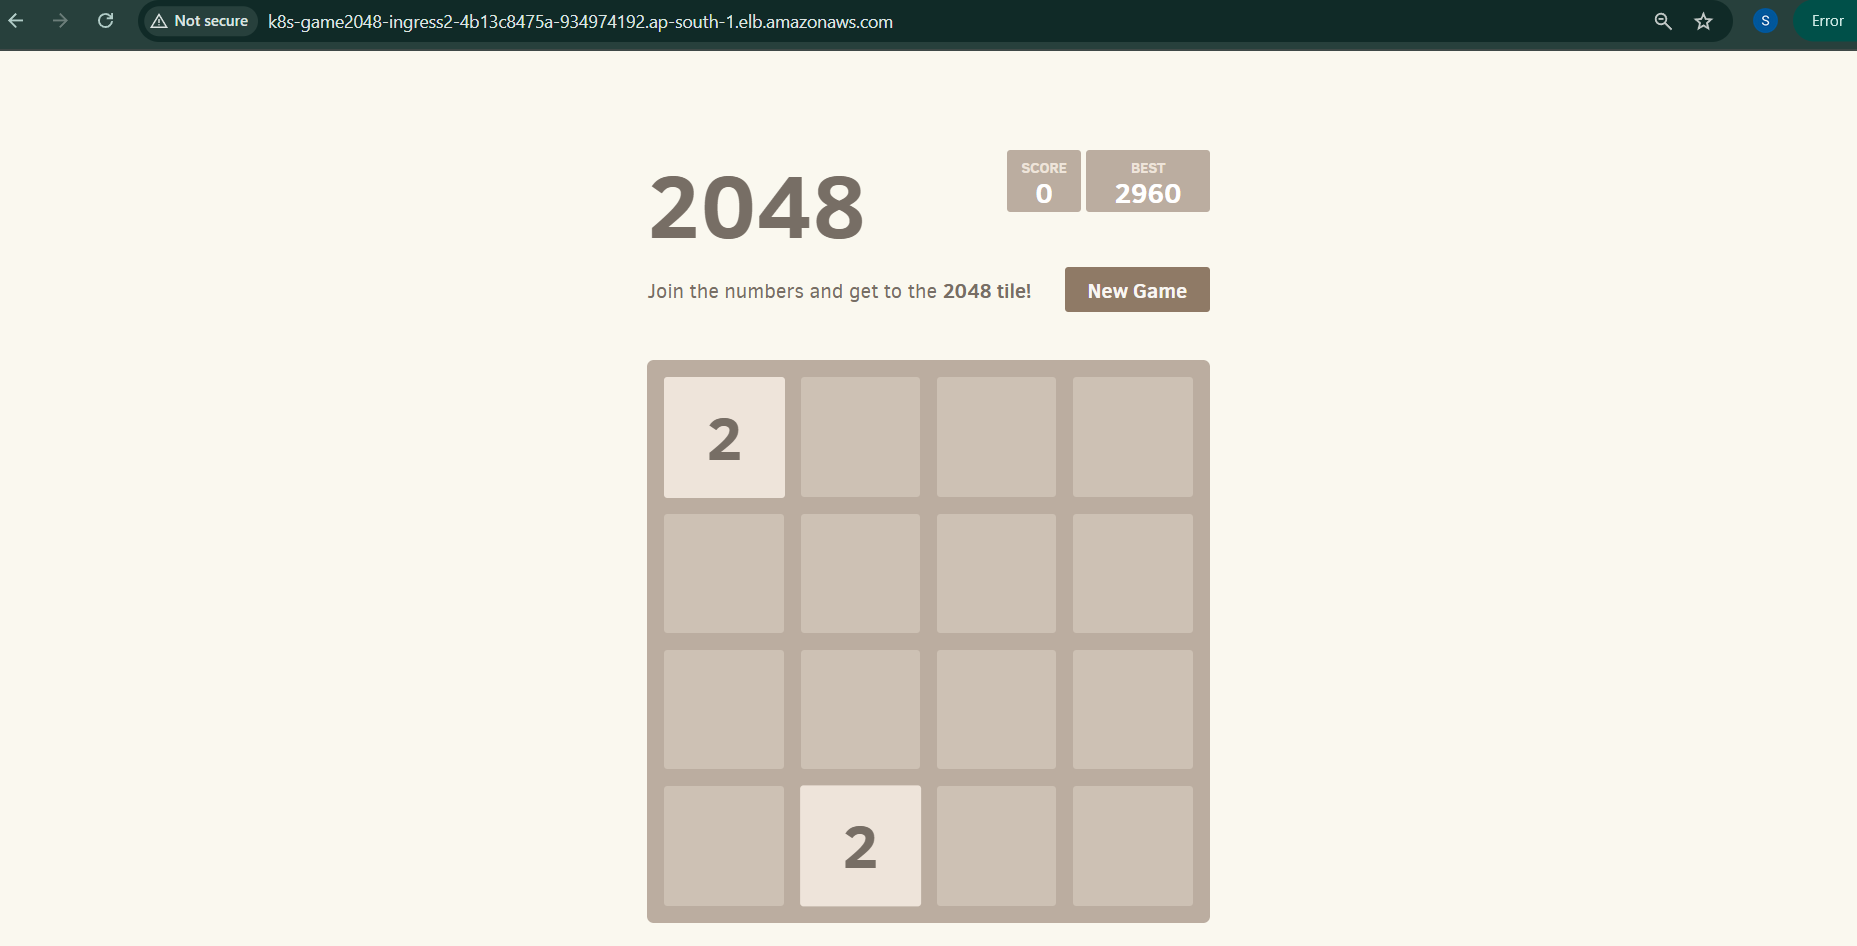 Not secure
k8s-game2048-ingress2-4b13c8475a-934974192.ap-south-1.elb.amazonaws.com
S
Error
2048
SCORE
0
BEST
2960
Join the numbers and get to the 2048 tile!
New Game
2
2